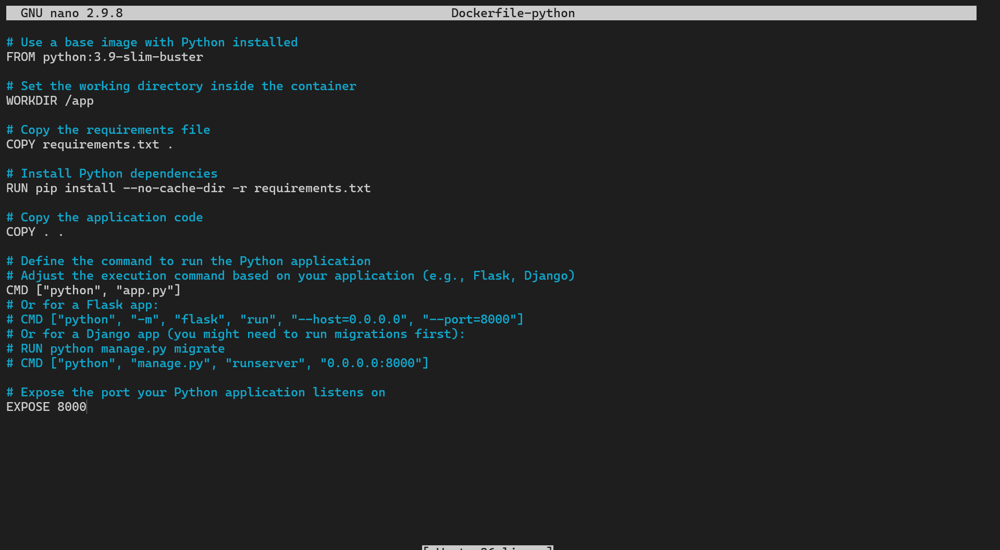 GNU nano 2.9.8 Dockerfile-python
# Use a base image with Python installed
FROM python:3.9-slim-buster
# Set the working directory inside the container
WORKDIR /app
# Copy the requirements file
COPY requirements.txt .
# Install Python dependencies
RUN pip install --no-cache-dir -r requirements.txt
# Copy the application code
COPY . .
# Define the command to run the Python application
# Adjust the execution command based on your application (e.g., Flask, Django)
CMD ["python", "app.py"]
# Or for a Flask app:
# CMD ["python", "-m", "flask", "run", "--host=0.0.0.0", "--port=8000"]
# Or for a Django app (you might need to run migrations first):
# RUN python manage.py migrate
# CMD ["python", "manage.py", "runserver", "0.0.0.0:8000"]
# Expose the port your Python application listens on
EXPOSE 8000